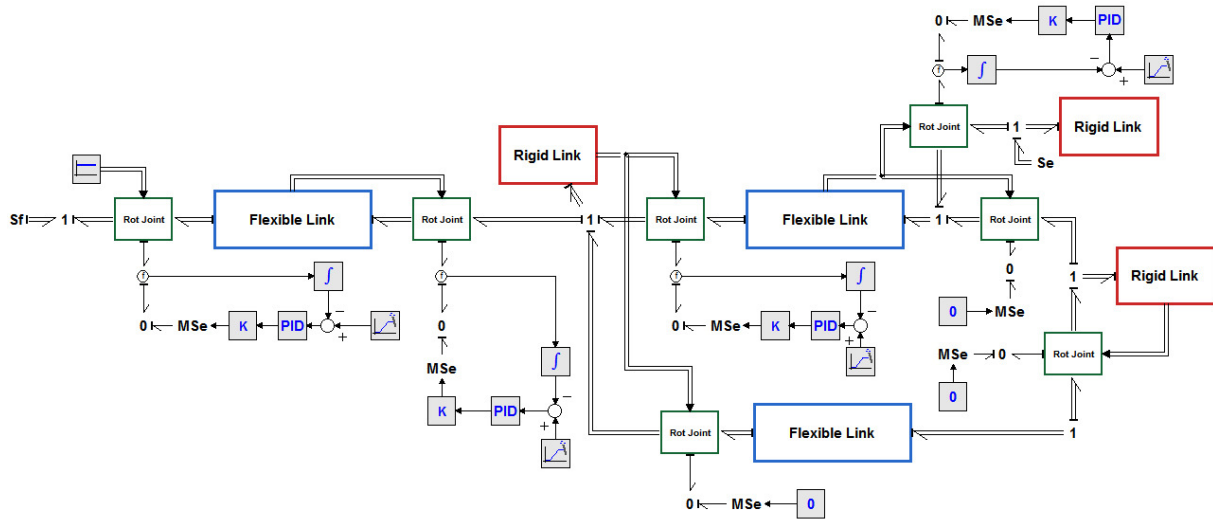 0 MSe K PID
f ∫ − +
Rot Joint 1 Rigid Link
Se
Rigid Link
Sf 1 Rot Joint Flexible Link Rot Joint 1 Rot Joint Flexible Link 1 Rot Joint
f ∫ f f ∫ 0 1 Rigid Link
− −
0 MSe K PID + 0 0 MSe K PID + 0 MSe
∫ Rot Joint
MSe MSe 0
− 0
K PID +
Rot Joint Flexible Link 1
0 MSe 0